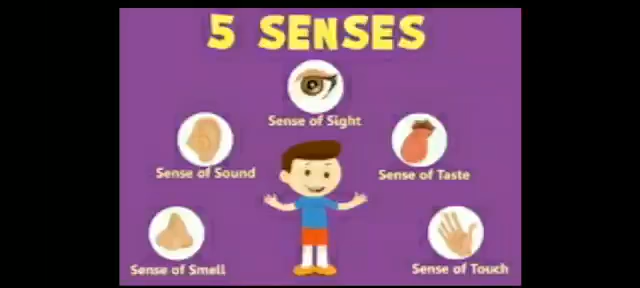 5 SENSES
Sense of Sight
Sense of Sound
Sense of Taste
Sense of Smell
Sense of Touch